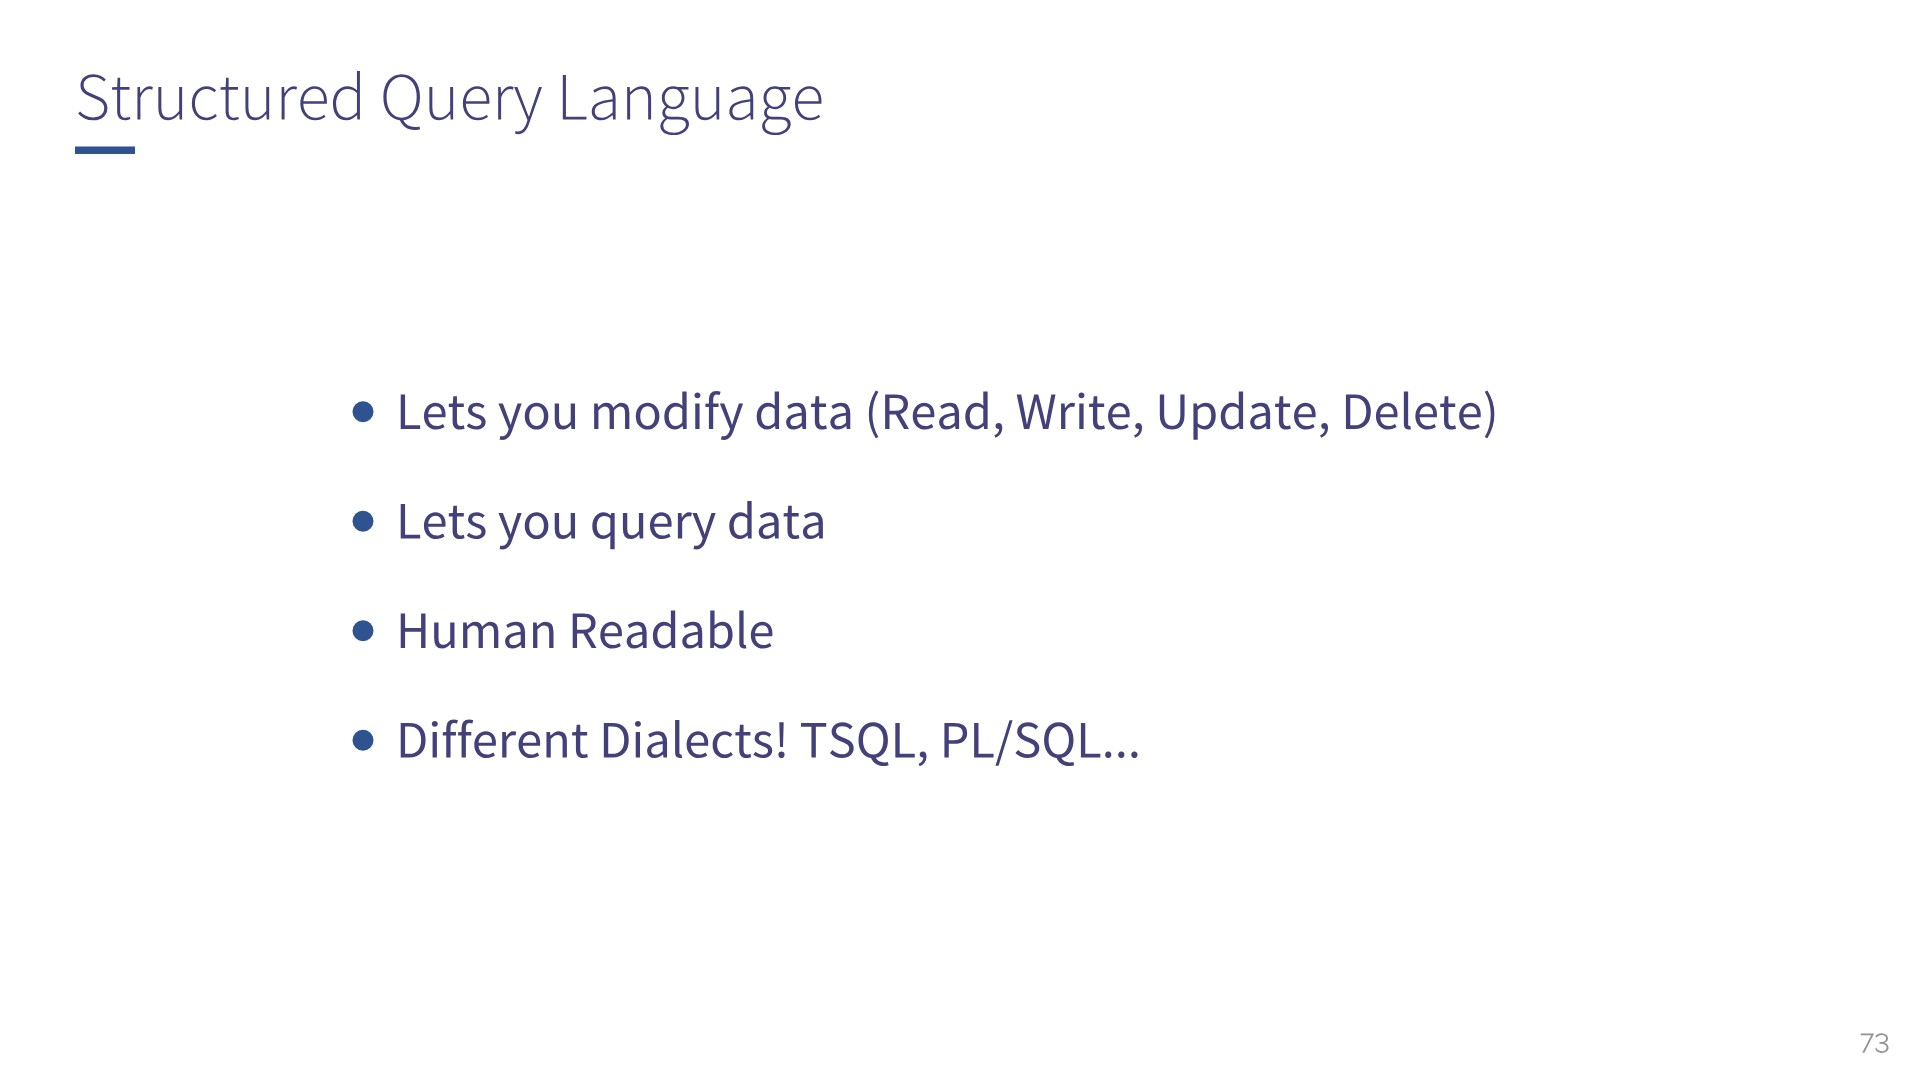 Structured Query Language
● Lets you modify data (Read, Write, Update, Delete)
● Lets you query data
● Human Readable
● Different Dialects! TSQL, PL/SQL...
73